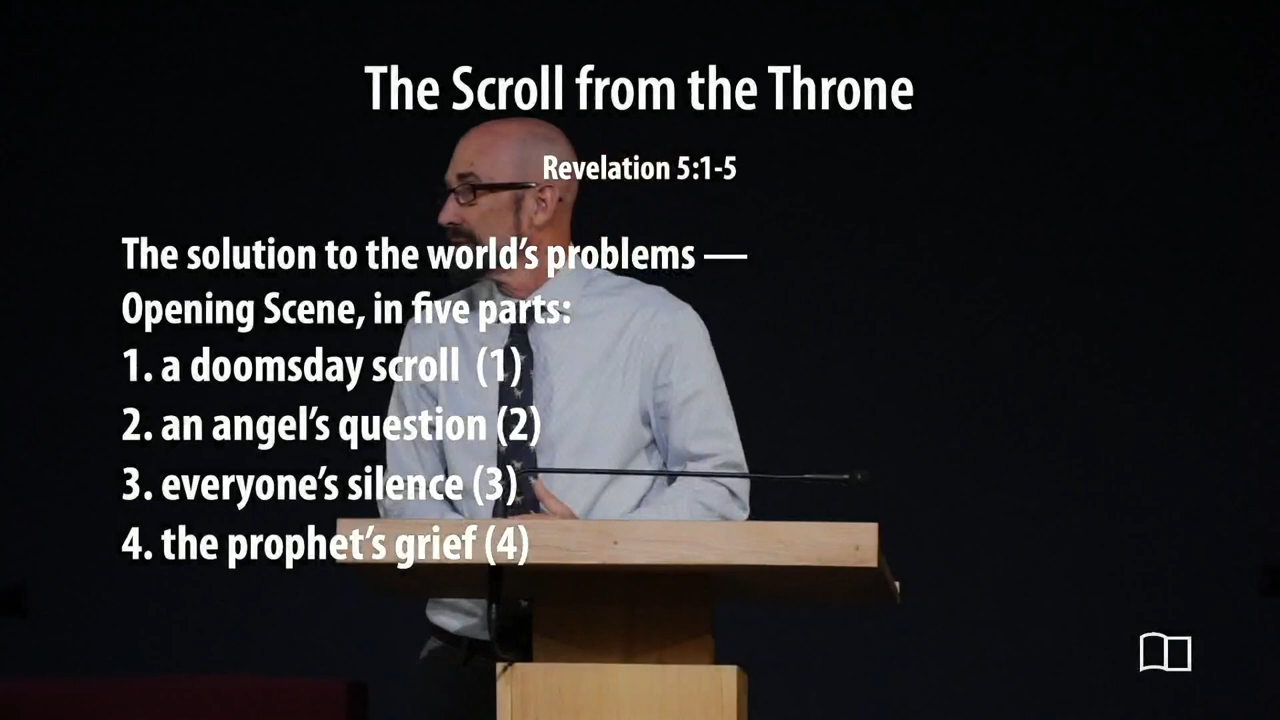 The Scroll from the Throne
Revelation 5:1-5
The solution to the world's problems —
Opening Scene, in five parts:
1. a doomsday scroll (1)
2. an angel's question (2)
3. everyone's silence (3)
4. the prophet's grief (4)